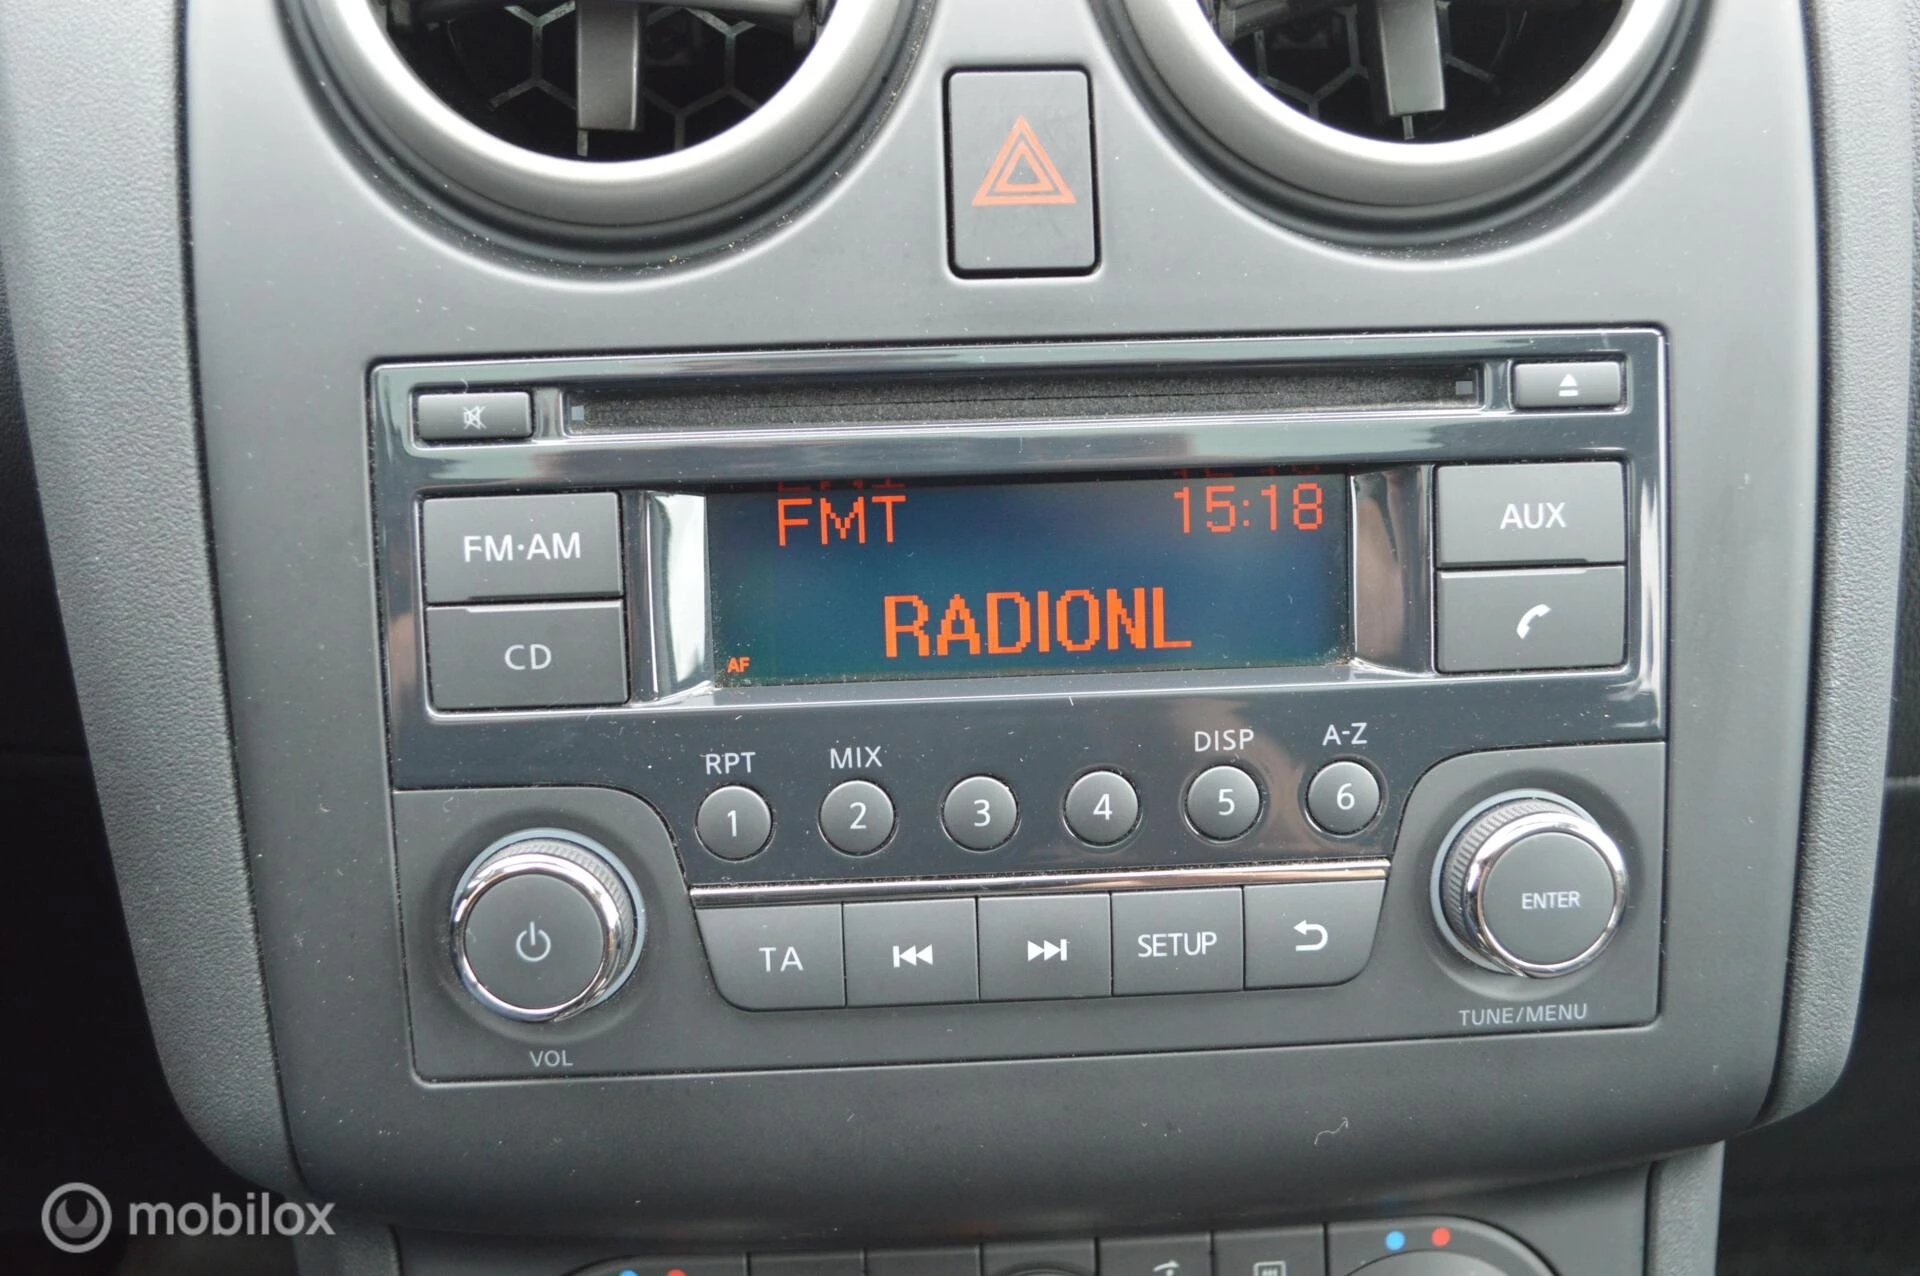 FMT 15:18
RADIONL
AF
FM·AM
CD
AUX
RPT MIX DISP A-Z
1 2 3 4 5 6
TA SETUP
ENTER
VOL
TUNE/MENU
mobilox